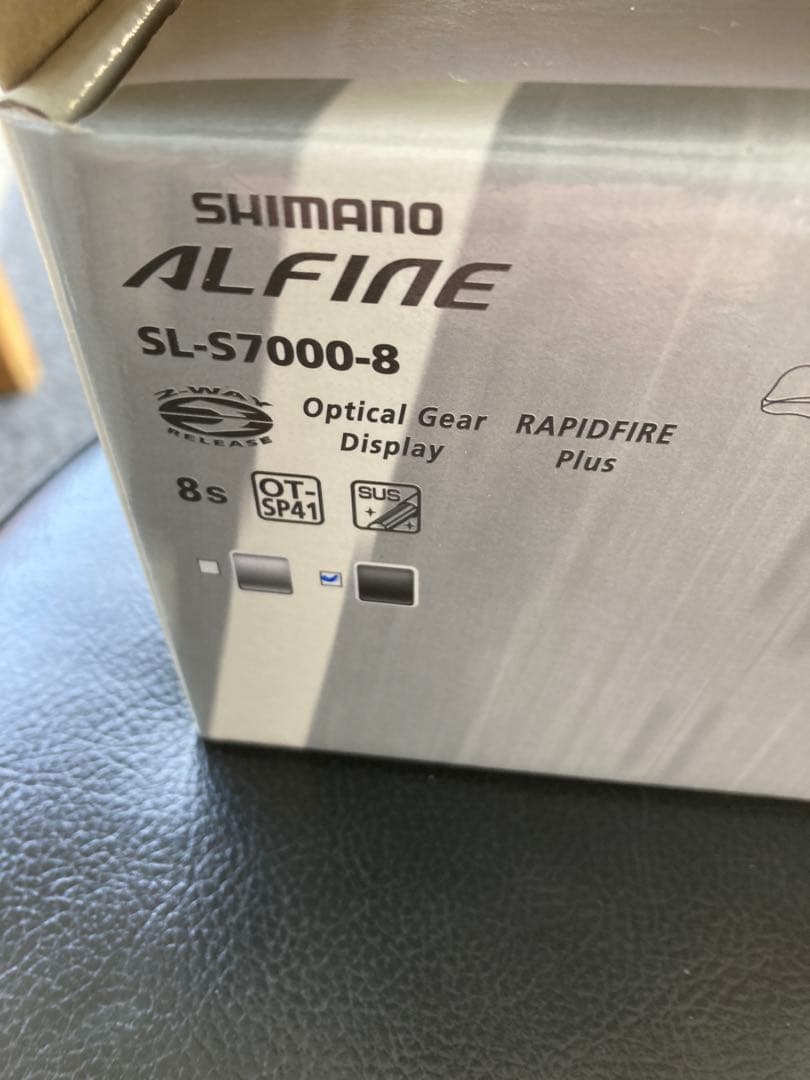 SHIMANO
ALFINE
SL-S7000-8
2-WAY
RELEASE
Optical Gear
Display
RAPIDFIRE
Plus
8s
OT-
SP41
SUS